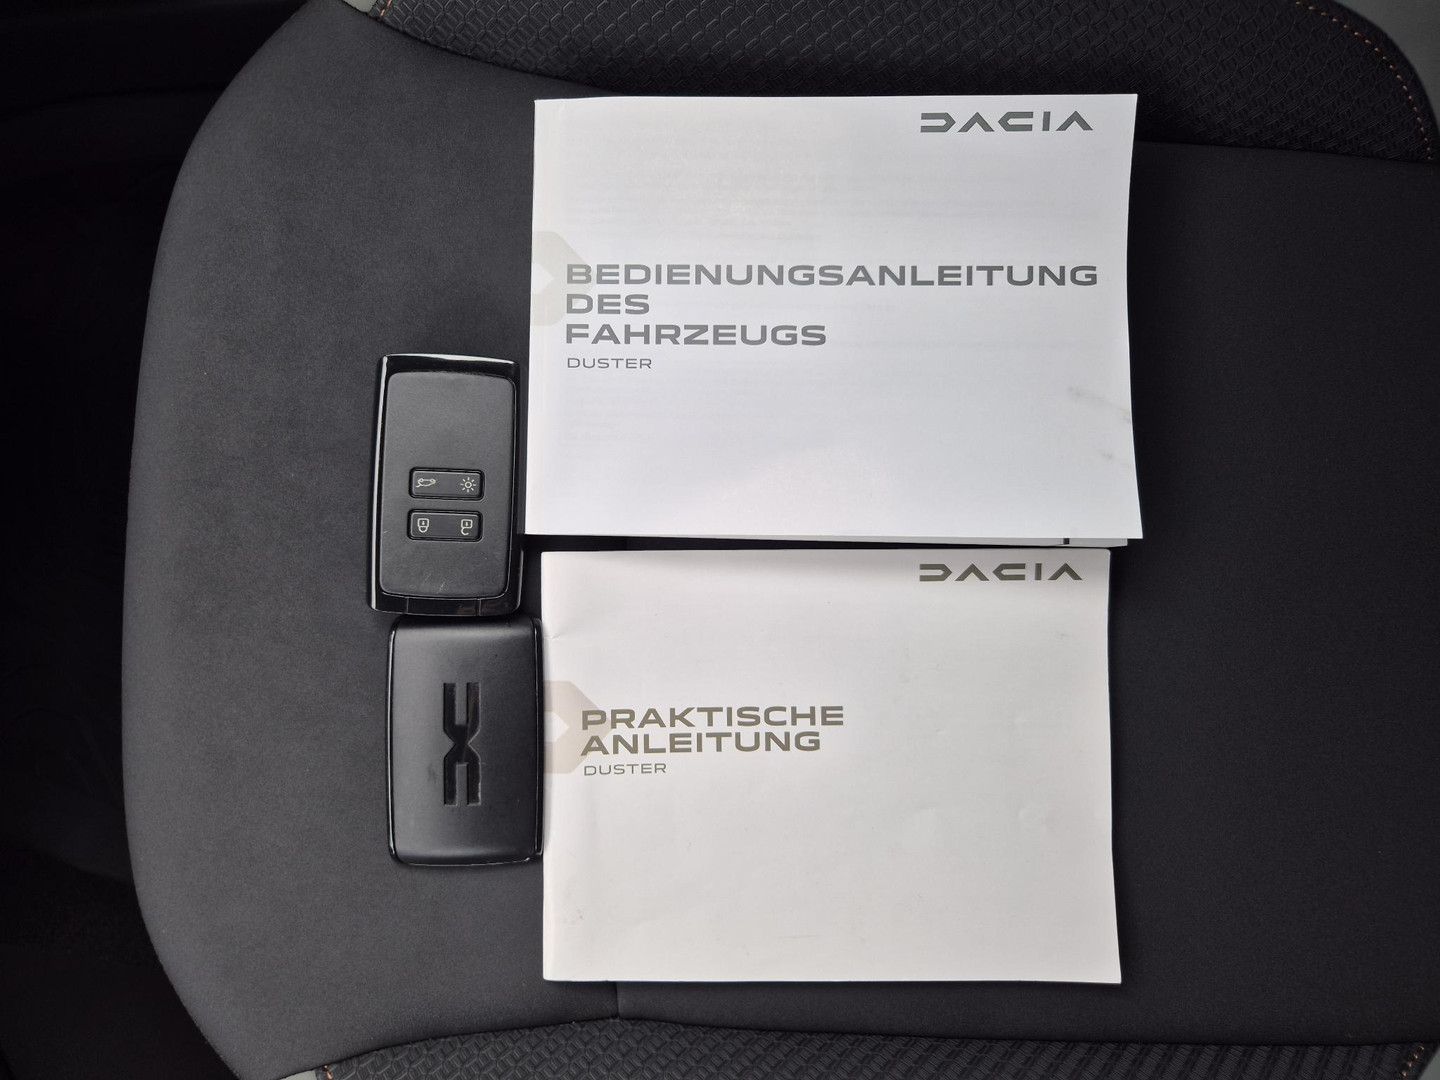 DACIA
BEDIENUNGSANLEITUNG
DES
FAHRZEUGS
DUSTER
DACIA
PRAKTISCHE
ANLEITUNG
DUSTER